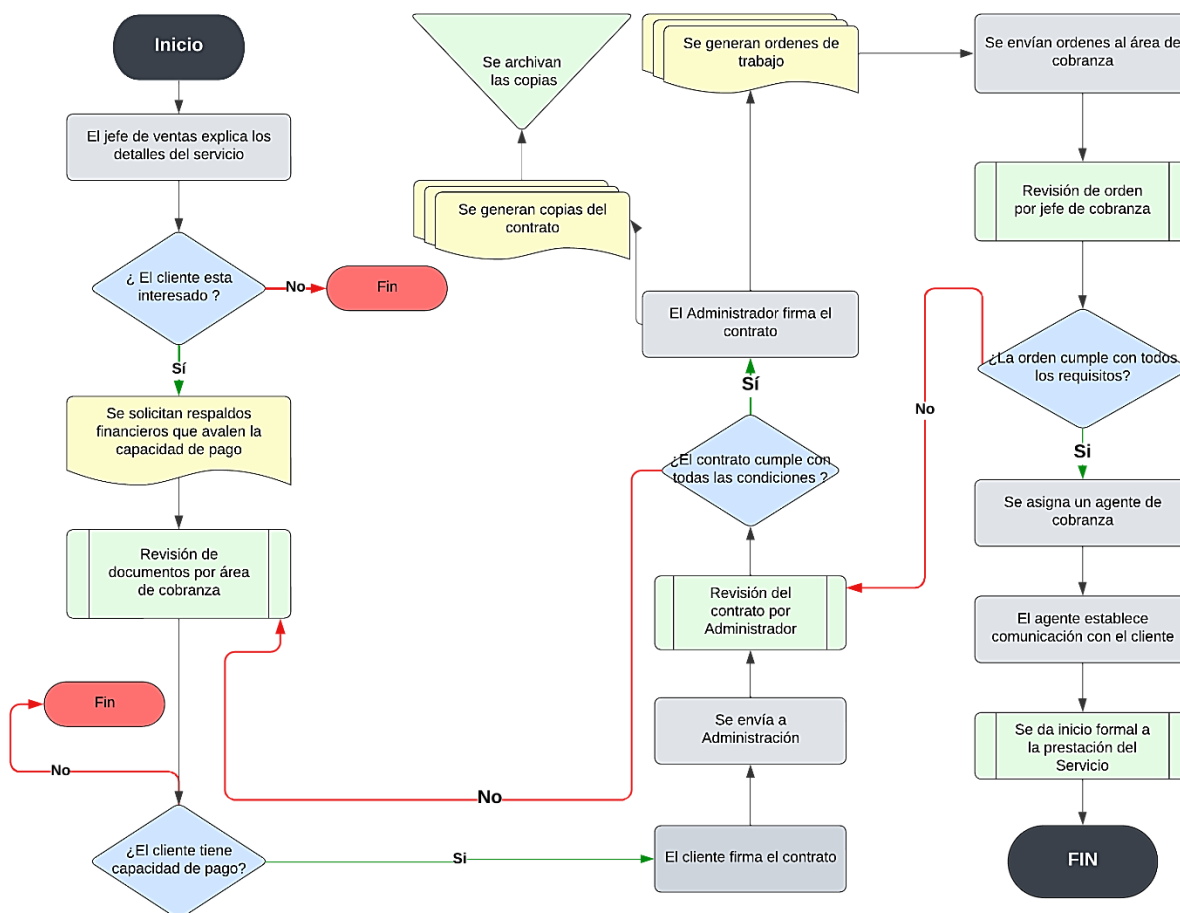 Inicio
El jefe de ventas explica los
detalles del servicio
¿ El cliente esta
interesado ?
No
Fin
Sí
Se solicitan respaldos
financieros que avalen la
capacidad de pago
Revisión de
documentos por área
de cobranza
Fin
No
¿El cliente tiene
capacidad de pago?
Si
El cliente firma el contrato
Se envía a
Administración
Revisión del
contrato por
Administrador
¿El contrato cumple con
todas las condiciones ?
No
Sí
El Administrador firma el
contrato
Se generan copias del
contrato
Se archivan
las copias
Se generan ordenes de
trabajo
Se envían ordenes al área de
cobranza
Revisión de orden
por jefe de cobranza
¿La orden cumple con todos
los requisitos?
No
Si
Se asigna un agente de
cobranza
El agente establece
comunicación con el cliente
Se da inicio formal a
la prestación del
Servicio
FIN